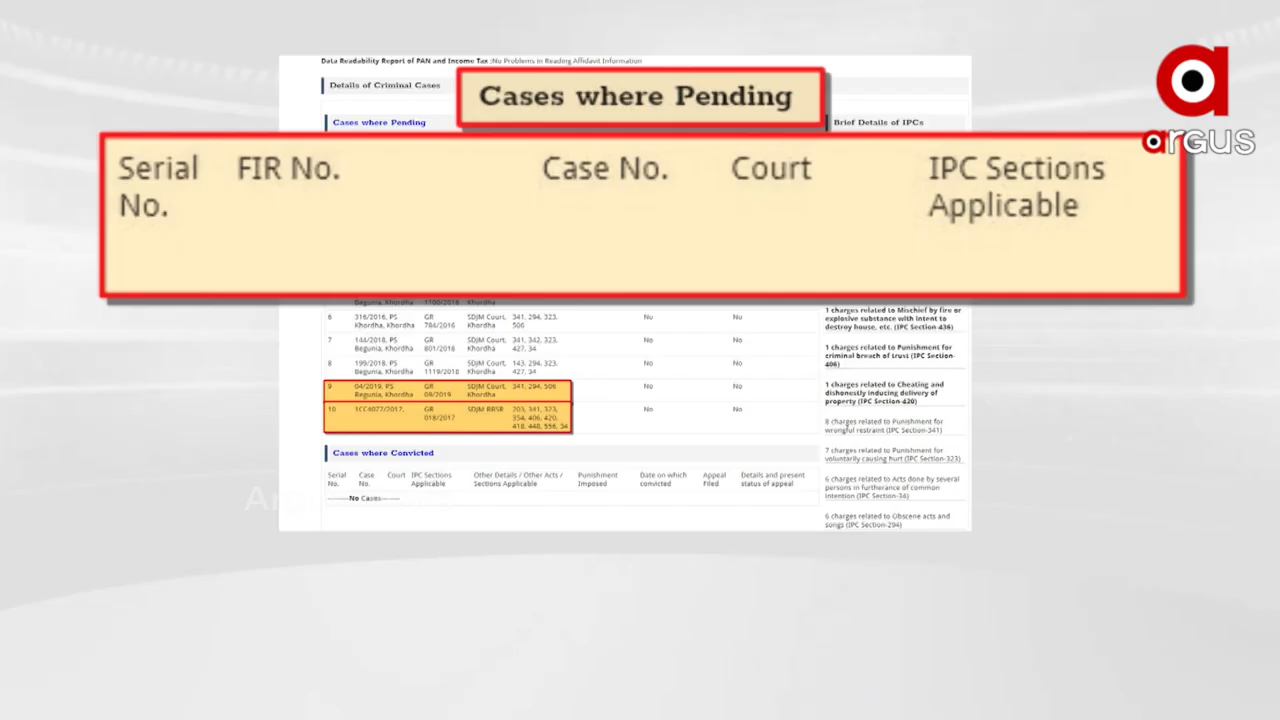 Data Readability Report of PAN and Income Tax :No Problems in Reading Affidavit Information
Details of Criminal Cases
Cases where Pending
argus
Cases where Pending
Brief Details of IPCs
Serial No.
FIR No.
Case No.
Court
IPC Sections Applicable
Begunia, Khordha 1100/2016 Khordha
6 316/2016, PS GR SDJM Court, 341, 294, 323, No No
Khordha, Khordha 784/2016 Khordha 506
7 144/2018, PS GR SDJM Court, 341, 342, 323, No No
Begunia, Khordha 801/2018 Khordha 427, 34
8 199/2018, PS GR SDJM Court, 143, 294, 323, No No
Begunia, Khordha 1119/2018 Khordha 427, 34
9 04/2019, PS GR SDJM Court, 341, 294, 506 No No
Begunia, Khordha 09/2019 Khordha
10 1CC4077/2017, GR SDJM BBSR 203, 341, 323, No No
018/2017 354, 406, 420,
418, 448, 556, 34
Cases where Convicted
Serial No.
Case No.
Court
IPC Sections Applicable
Other Details / Other Acts / Sections Applicable
Punishment Imposed
Date on which convicted
Appeal Filed
Details and present status of appeal
---------No Cases--------
1 charges related to Mischief by fire or
explosive substance with intent to
destroy house, etc. (IPC Section-436)
1 charges related to Punishment for
criminal breach of trust (IPC Section-
406)
1 charges related to Cheating and
dishonestly inducing delivery of
property (IPC Section-420)
8 charges related to Punishment for
wrongful restraint (IPC Section-341)
7 charges related to Punishment for
voluntarily causing hurt (IPC Section-323)
6 charges related to Acts done by several
persons in furtherance of common
intention (IPC Section-34)
6 charges related to Obscene acts and
songs (IPC Section-294)